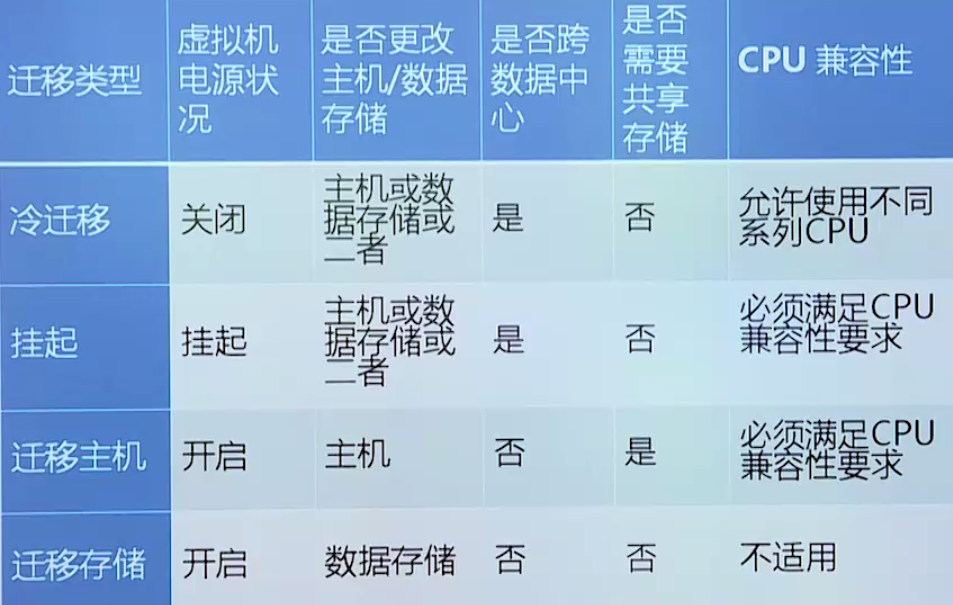 迁移类型
虚拟机
电源状
况
是否更改
主机/数据
存储
是否跨
数据中
心
是否
需要
共享
存储
CPU 兼容性
冷迁移
关闭
主机或数
据存储或
二者
是
否
允许使用不同
系列CPU
挂起
挂起
主机或数
据存储或
二者
是
否
必须满足CPU
兼容性要求
迁移主机
开启
主机
否
是
必须满足CPU
兼容性要求
迁移存储
开启
数据存储
否
否
不适用